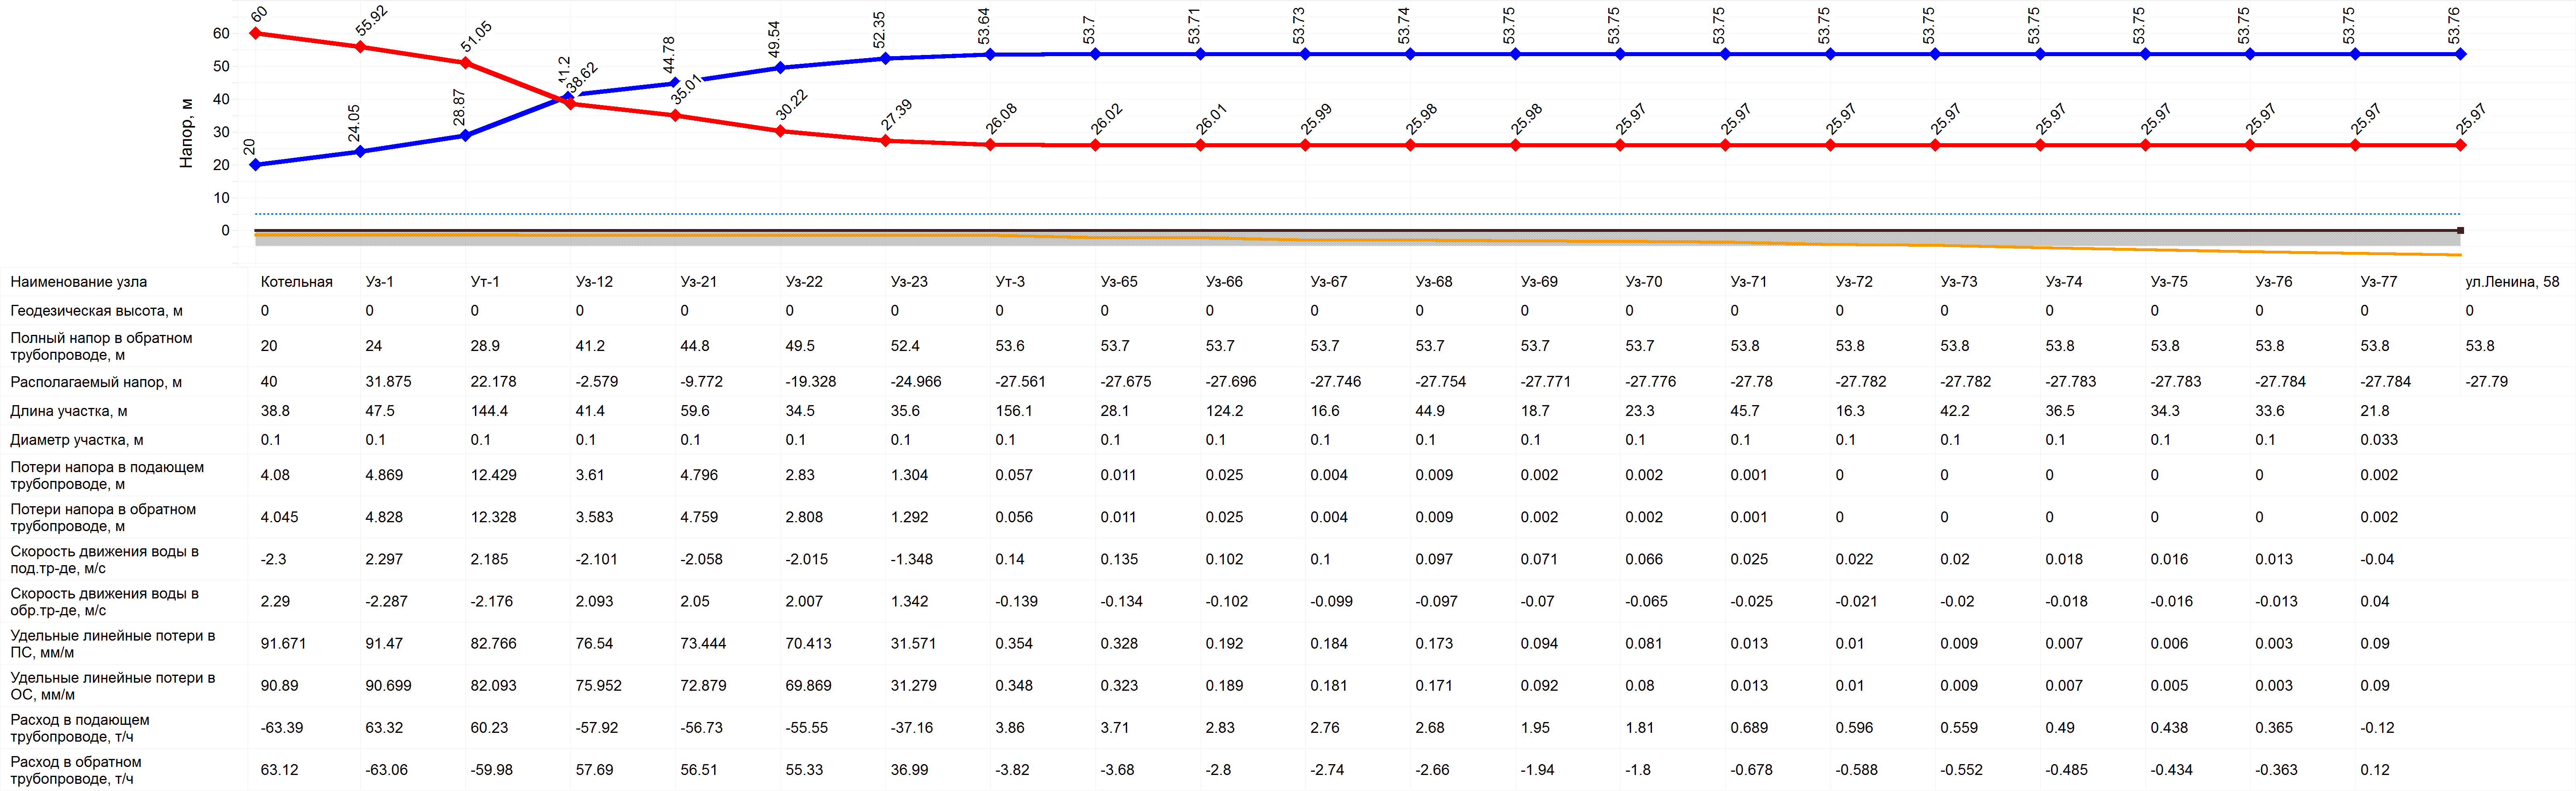 60 55.92 51.05 38.62 35.01 30.22 27.39 26.08 26.02 26.01 25.99 25.98 25.98 25.97 25.97 25.97 25.97 25.97 25.97 25.97 25.97 25.97
20 24.05 28.87 41.2 44.78 49.54 52.35 53.64 53.7 53.71 53.73 53.74 53.75 53.75 53.75 53.75 53.75 53.75 53.75 53.75 53.75 53.76
Напор, м
60
50
40
30
20
10
0
Наименование узла Котельная Уз-1 Ут-1 Уз-12 Уз-21 Уз-22 Уз-23 Ут-3 Уз-65 Уз-66 Уз-67 Уз-68 Уз-69 Уз-70 Уз-71 Уз-72 Уз-73 Уз-74 Уз-75 Уз-76 Уз-77 ул.Ленина, 58
Геодезическая высота, м 0 0 0 0 0 0 0 0 0 0 0 0 0 0 0 0 0 0 0 0 0 0
Полный напор в обратном
трубопроводе, м 20 24 28.9 41.2 44.8 49.5 52.4 53.6 53.7 53.7 53.7 53.7 53.7 53.7 53.8 53.8 53.8 53.8 53.8 53.8 53.8 53.8
Располагаемый напор, м 40 31.875 22.178 -2.579 -9.772 -19.328 -24.966 -27.561 -27.675 -27.696 -27.746 -27.754 -27.771 -27.776 -27.78 -27.782 -27.782 -27.783 -27.783 -27.784 -27.784 -27.79
Длина участка, м 38.8 47.5 144.4 41.4 59.6 34.5 35.6 156.1 28.1 124.2 16.6 44.9 18.7 23.3 45.7 16.3 42.2 36.5 34.3 33.6 21.8
Диаметр участка, м 0.1 0.1 0.1 0.1 0.1 0.1 0.1 0.1 0.1 0.1 0.1 0.1 0.1 0.1 0.1 0.1 0.1 0.1 0.1 0.1 0.033
Потери напора в подающем
трубопроводе, м 4.08 4.869 12.429 3.61 4.796 2.83 1.304 0.057 0.011 0.025 0.004 0.009 0.002 0.002 0.001 0 0 0 0 0 0.002
Потери напора в обратном
трубопроводе, м 4.045 4.828 12.328 3.583 4.759 2.808 1.292 0.056 0.011 0.025 0.004 0.009 0.002 0.002 0.001 0 0 0 0 0 0.002
Скорость движения воды в
под.тр-де, м/с -2.3 2.297 2.185 -2.101 -2.058 -2.015 -1.348 0.14 0.135 0.102 0.1 0.097 0.071 0.066 0.025 0.022 0.02 0.018 0.016 0.013 -0.04
Скорость движения воды в
обр.тр-де, м/с 2.29 -2.287 -2.176 2.093 2.05 2.007 1.342 -0.139 -0.134 -0.102 -0.099 -0.097 -0.07 -0.065 -0.025 -0.021 -0.02 -0.018 -0.016 -0.013 0.04
Удельные линейные потери в
ПС, мм/м 91.671 91.47 82.766 76.54 73.444 70.413 31.571 0.354 0.328 0.192 0.184 0.173 0.094 0.081 0.013 0.01 0.009 0.007 0.006 0.003 0.09
Удельные линейные потери в
ОС, мм/м 90.89 90.699 82.093 75.952 72.879 69.869 31.279 0.348 0.323 0.189 0.181 0.171 0.092 0.08 0.013 0.01 0.009 0.007 0.005 0.003 0.09
Расход в подающем
трубопроводе, т/ч -63.39 63.32 60.23 -57.92 -56.73 -55.55 -37.16 3.86 3.71 2.83 2.76 2.68 1.95 1.81 0.689 0.596 0.559 0.49 0.438 0.365 -0.12
Расход в обратном
трубопроводе, т/ч 63.12 -63.06 -59.98 57.69 56.51 55.33 36.99 -3.82 -3.68 -2.8 -2.74 -2.66 -1.94 -1.8 -0.678 -0.588 -0.552 -0.485 -0.434 -0.363 0.12